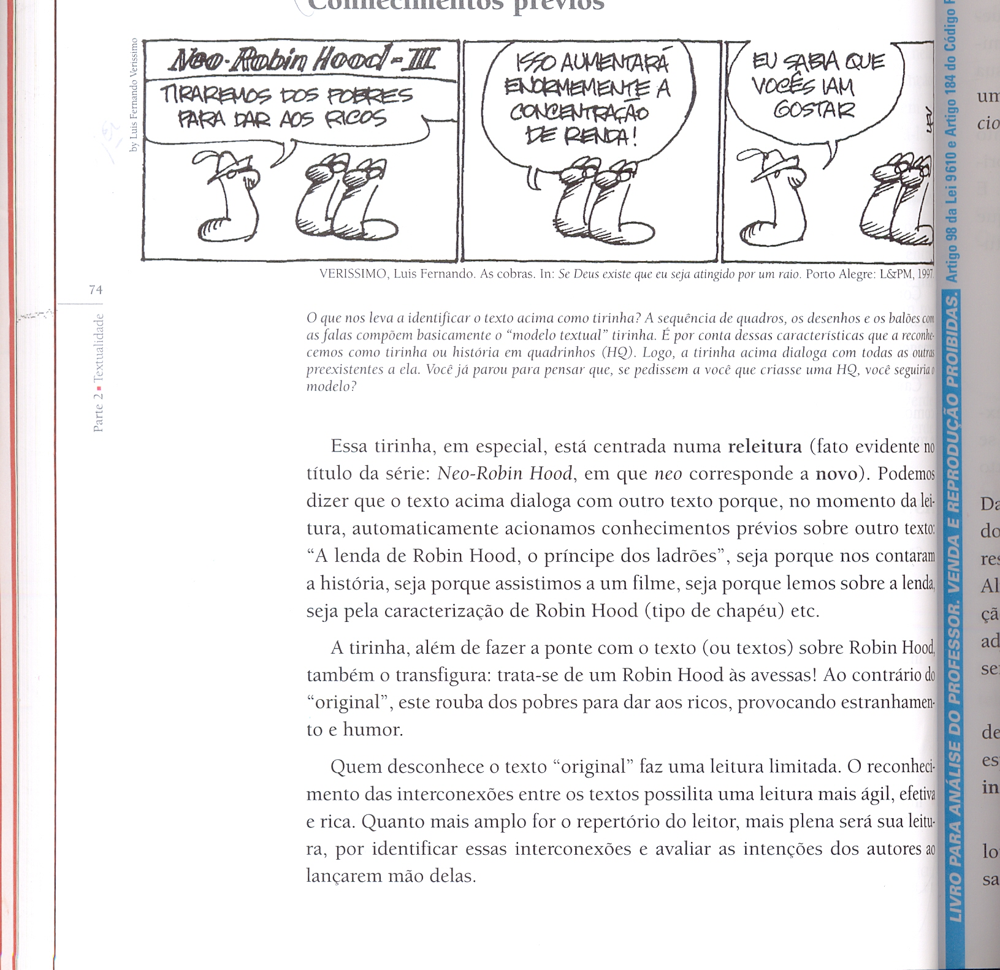 Conhecimentos prévios
by Luis Fernando Verissimo
Neo-Robin Hood-III
TIRAREMOS DOS POBRES
PARA DAR AOS RICOS
ISSO AUMENTARÁ
ENORMEMENTE A
CONCENTRAÇÃO
DE RENDA!
EU SABIA QUE
VOCÊS IAM
GOSTAR
VERISSIMO, Luis Fernando. As cobras. In: Se Deus existe que eu seja atingido por um raio. Porto Alegre: L&PM, 1997.
74
Parte 2 ▪ Textualidade
O que nos leva a identificar o texto acima como tirinha? A sequência de quadros, os desenhos e os balões com
as falas compõem basicamente o “modelo textual” tirinha. É por conta dessas características que a reconhe-
cemos como tirinha ou história em quadrinhos (HQ). Logo, a tirinha acima dialoga com todas as outras
preexistentes a ela. Você já parou para pensar que, se pedissem a você que criasse uma HQ, você seguiria o
modelo?
Essa tirinha, em especial, está centrada numa releitura (fato evidente no
título da série: Neo-Robin Hood, em que neo corresponde a novo). Podemos
dizer que o texto acima dialoga com outro texto porque, no momento da lei-
tura, automaticamente acionamos conhecimentos prévios sobre outro texto:
“A lenda de Robin Hood, o príncipe dos ladrões”, seja porque nos contaram
a história, seja porque assistimos a um filme, seja porque lemos sobre a lenda,
seja pela caracterização de Robin Hood (tipo de chapéu) etc.
A tirinha, além de fazer a ponte com o texto (ou textos) sobre Robin Hood,
também o transfigura: trata-se de um Robin Hood às avessas! Ao contrário do
“original”, este rouba dos pobres para dar aos ricos, provocando estranhamen-
to e humor.
Quem desconhece o texto “original” faz uma leitura limitada. O reconheci-
mento das interconexões entre os textos possilita uma leitura mais ágil, efetiva
e rica. Quanto mais amplo for o repertório do leitor, mais plena será sua leitu-
ra, por identificar essas interconexões e avaliar as intenções dos autores ao
lançarem mão delas.
LIVRO PARA ANÁLISE DO PROFESSOR. VENDA E REPRODUÇÃO PROIBIDAS. Artigo 98 da Lei 9610 e Artigo 184 do Código